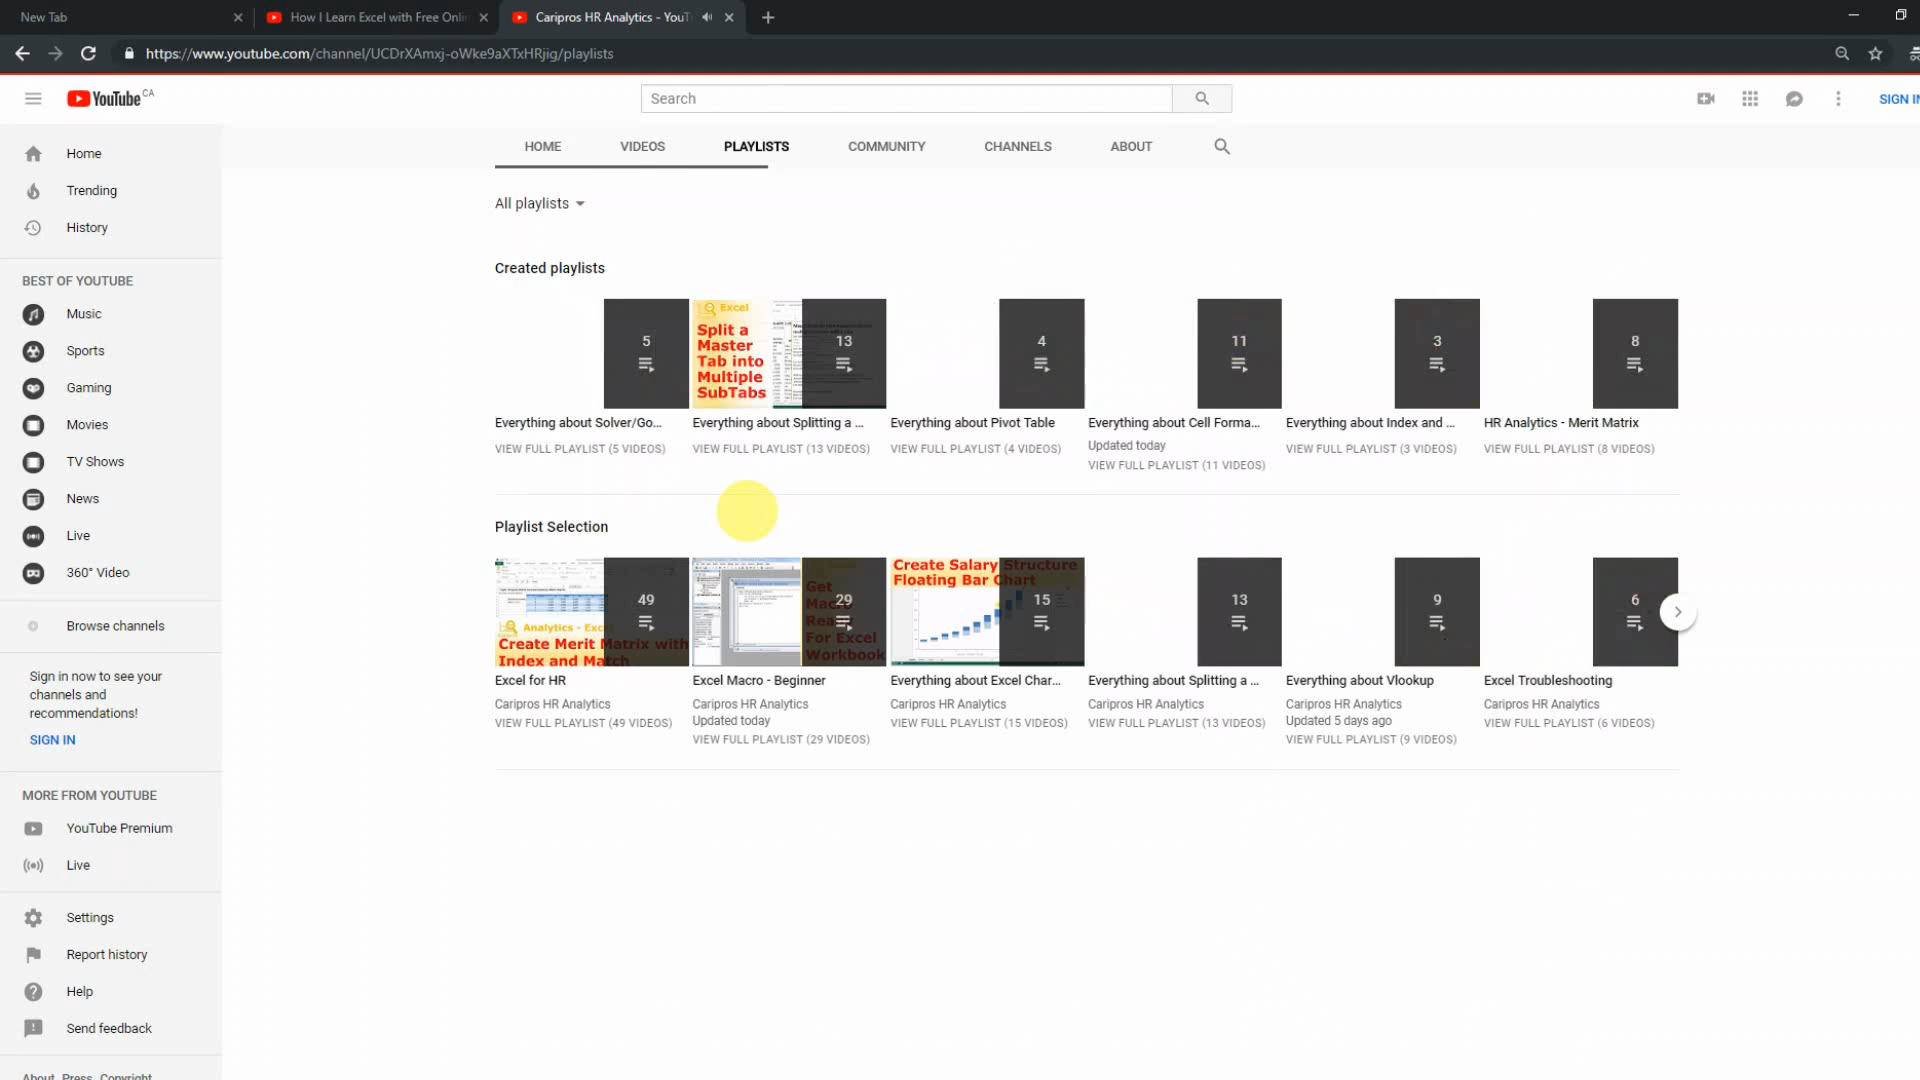 New Tab
How I Learn Excel with Free Onli
Caripros HR Analytics - YouT
https://www.youtube.com/channel/UCDrXAmxj-oWke9aXTxHRjig/playlists
YouTube CA
Search
SIGN IN
HOME VIDEOS PLAYLISTS COMMUNITY CHANNELS ABOUT
Home
Trending
History
BEST OF YOUTUBE
Music
Sports
Gaming
Movies
TV Shows
News
Live
360° Video
Browse channels
Sign in now to see your
channels and
recommendations!
SIGN IN
MORE FROM YOUTUBE
YouTube Premium
Live
Settings
Report history
Help
Send feedback
About Press Copyright
All playlists
Created playlists
5
Everything about Solver/Go...
VIEW FULL PLAYLIST (5 VIDEOS)
Excel
Split a
Master
Tab into
Multiple
SubTabs
13
Everything about Splitting a ...
VIEW FULL PLAYLIST (13 VIDEOS)
4
Everything about Pivot Table
VIEW FULL PLAYLIST (4 VIDEOS)
11
Everything about Cell Forma...
Updated today
VIEW FULL PLAYLIST (11 VIDEOS)
3
Everything about Index and ...
VIEW FULL PLAYLIST (3 VIDEOS)
8
HR Analytics - Merit Matrix
VIEW FULL PLAYLIST (8 VIDEOS)
Playlist Selection
49
Analytics - Excel
Create Merit Matrix with
Index and Match
Excel for HR
Caripros HR Analytics
VIEW FULL PLAYLIST (49 VIDEOS)
29
Get
Macro
Ready
For Excel
Workbook
Excel Macro - Beginner
Caripros HR Analytics
Updated today
VIEW FULL PLAYLIST (29 VIDEOS)
Create Salary Structure
Floating Bar Chart
15
Everything about Excel Char...
Caripros HR Analytics
VIEW FULL PLAYLIST (15 VIDEOS)
13
Everything about Splitting a ...
Caripros HR Analytics
VIEW FULL PLAYLIST (13 VIDEOS)
9
Everything about Vlookup
Caripros HR Analytics
Updated 5 days ago
VIEW FULL PLAYLIST (9 VIDEOS)
6
Excel Troubleshooting
Caripros HR Analytics
VIEW FULL PLAYLIST (6 VIDEOS)